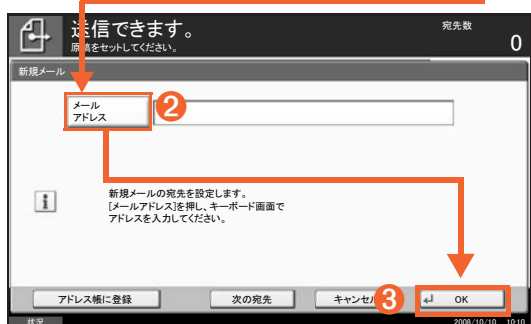 送信できます。
宛先数
原稿をセットしてください。
0
新規メール
メール
アドレス
2
新規メールの宛先を設定します。
[メールアドレス]を押し、キーボード画面で
アドレスを入力してください。
アドレス帳に登録
次の宛先
キャンセル
3
OK
状況
2008/10/10 10:10